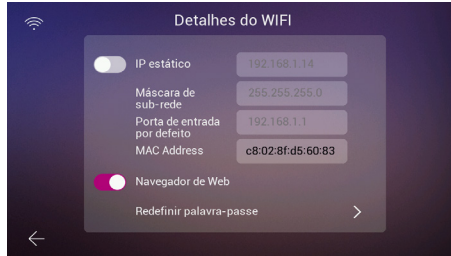 Detalhes do WIFI
IP estático
192.168.1.14
Máscara de
sub-rede
255.255.255.0
Porta de entrada
por defeito
192.168.1.1
MAC Address
c8:02:8f:d5:60:83
Navegador de Web
Redefinir palavra-passe